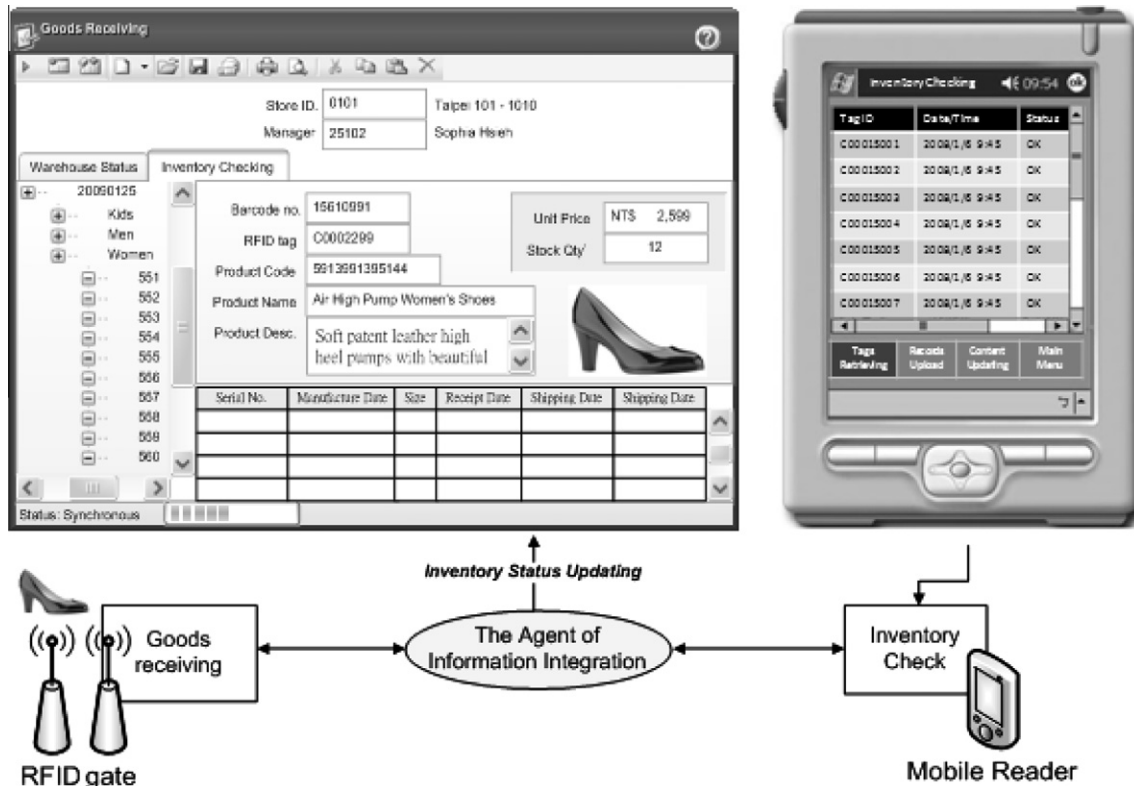 Goods Receiving
Store ID. 0101 Taipei 101 - 1010
Manager 25102 Sophia Hsieh
Warehouse Status Inventory Checking
20090125
Kids
Men
Women
551
552
553
554
555
556
557
558
559
560
Barcode no. 15610991
RFID tag C0002299
Product Code 5913991395144
Product Name Air High Pump Women's Shoes
Product Desc. Soft patent leather high
heel pumps with beautiful
Unit Price NT$ 2,599
Stock Qty' 12
Serial No. Manufacture Date Size Receipt Date Shipping Date Shipping Date
Status: Synchronous
Inventory Checking 09:54 ok
Tag ID Date/Time Status
C00015001 2009/1/6 9:45 OK
C00015002 2009/1/6 9:45 OK
C00015003 2009/1/6 9:45 OK
C00015004 2009/1/6 9:45 OK
C00015005 2009/1/6 9:45 OK
C00015006 2009/1/6 9:45 OK
C00015007 2009/1/6 9:45 OK
Tags Retrieving
Records Upload
Content Updating
Main Menu
Inventory Status Updating
Goods
receiving
The Agent of
Information Integration
Inventory
Check
RFID gate
Mobile Reader